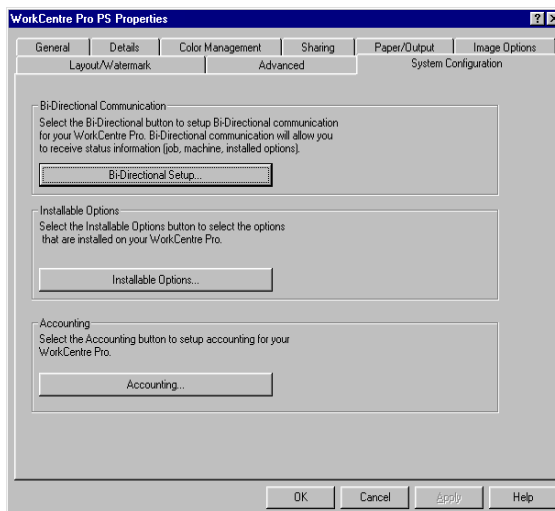 WorkCentre Pro PS Properties
General Details Color Management Sharing Paper/Output Image Options
Layout/Watermark Advanced System Configuration
Bi-Directional Communication
Select the Bi-Directional button to setup Bi-Directional communication
for your WorkCentre Pro. Bi-Directional communication will allow you
to receive status information (job, machine, installed options).
Bi-Directional Setup...
Installable Options
Select the Installable Options button to select the options
that are installed on your WorkCentre Pro.
Installable Options...
Accounting
Select the Accounting button to setup accounting for your
WorkCentre Pro.
Accounting...
OK Cancel Apply Help